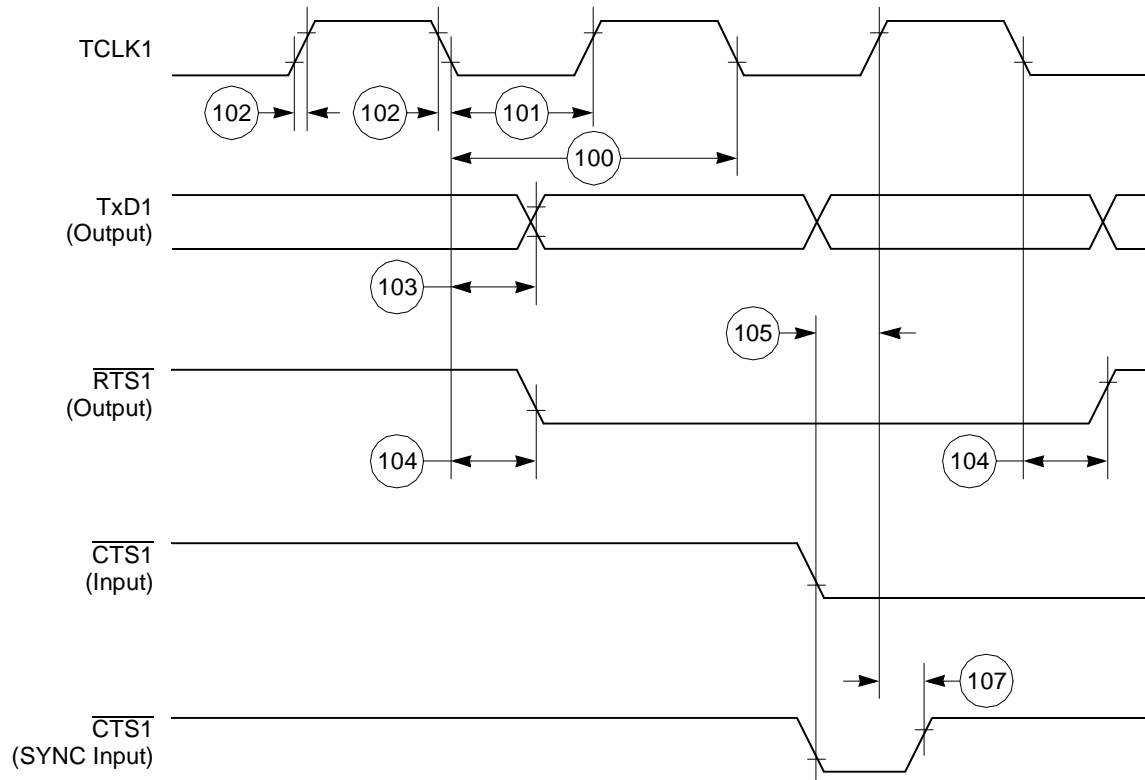 TCLK1
102
102
101
100
TxD1
(Output)
103
105
RTS1
(Output)
104
104
CTS1
(Input)
107
CTS1
(SYNC Input)